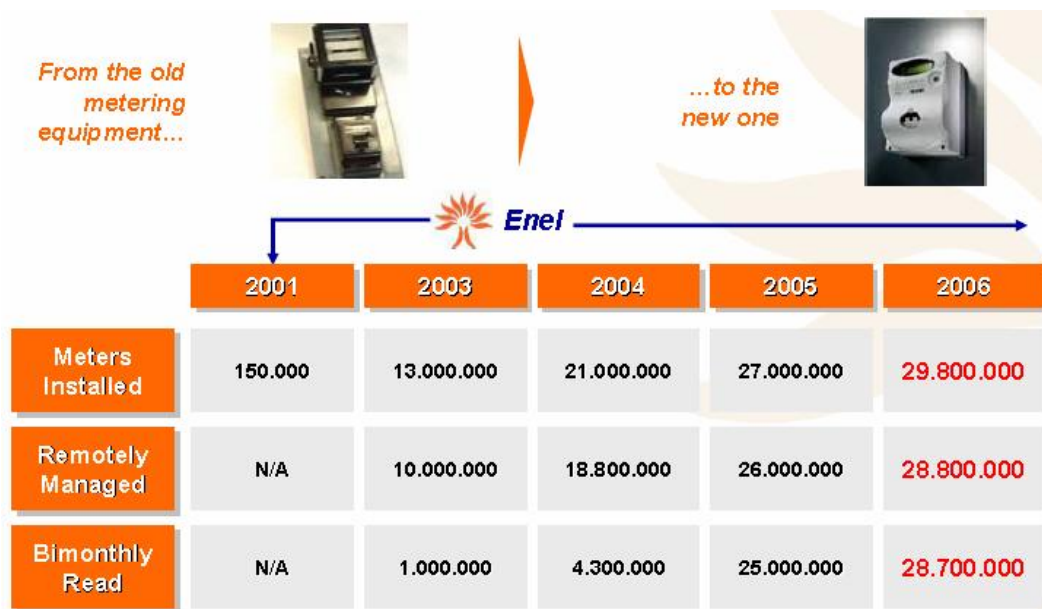 From the old
metering
equipment...
...to the
new one
Enel
2001 2003 2004 2005 2006
Meters
Installed
150.000 13.000.000 21.000.000 27.000.000 29.800.000
Remotely
Managed
N/A 10.000.000 18.800.000 26.000.000 28.800.000
Bimonthly
Read
N/A 1.000.000 4.300.000 25.000.000 28.700.000